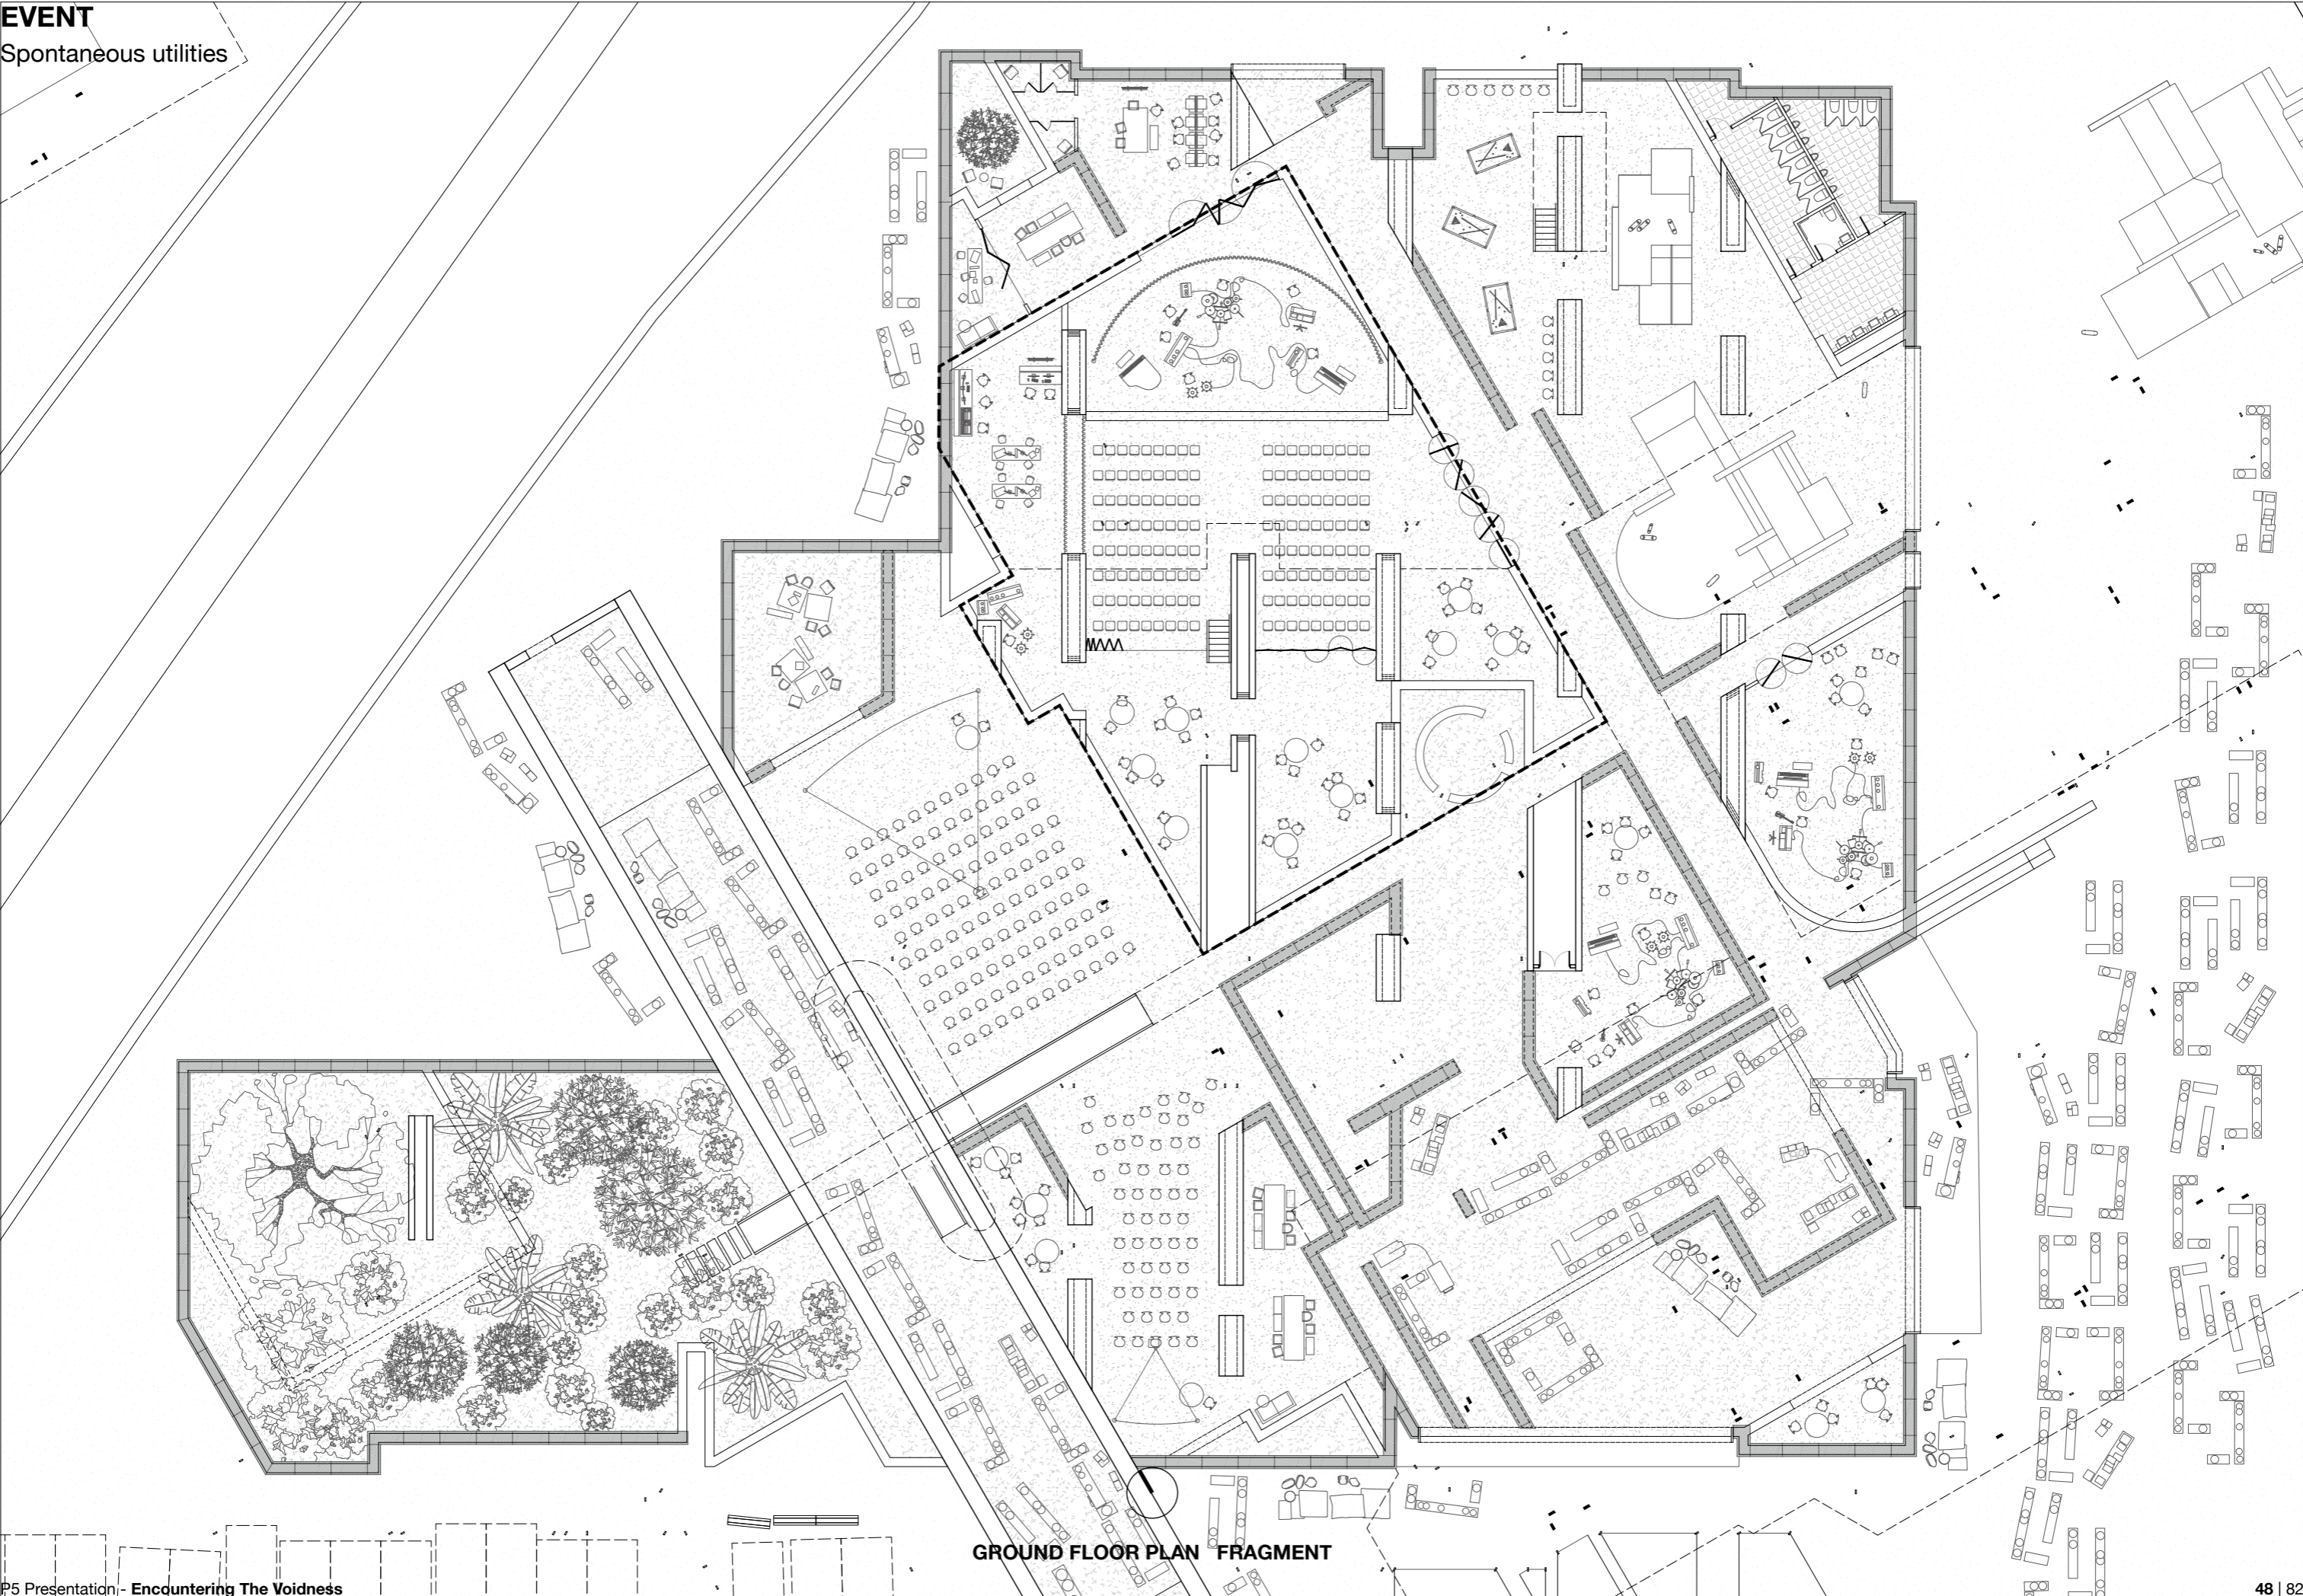 EVENT
Spontaneous utilities
GROUND FLOOR PLAN FRAGMENT
P5 Presentation - Encountering The Voidness
48 | 82